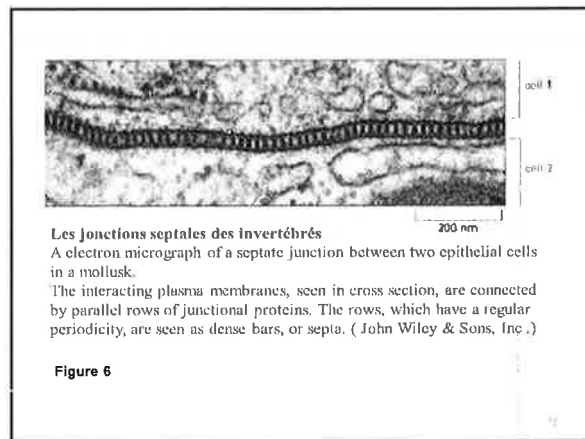 cell 1
cell 2
200 nm
Les jonctions septales des invertébrés
A electron micrograph of a septate junction between two epithelial cells
in a mollusk.
The interacting plasma membranes, seen in cross section, are connected
by parallel rows of junctional proteins. The rows, which have a regular
periodicity, are seen as dense bars, or septa. ( John Wiley & Sons, Inc .)
Figure 6